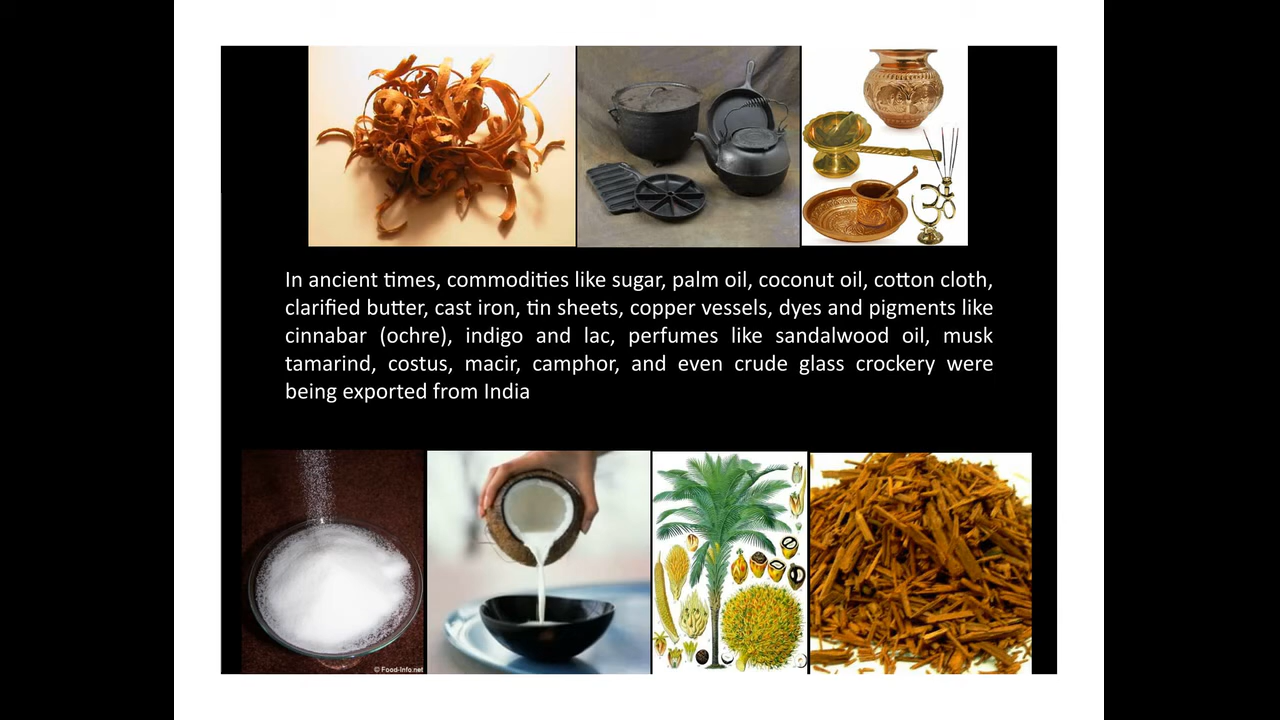 In ancient times, commodities like sugar, palm oil, coconut oil, cotton cloth,
clarified butter, cast iron, tin sheets, copper vessels, dyes and pigments like
cinnabar (ochre), indigo and lac, perfumes like sandalwood oil, musk
tamarind, costus, macir, camphor, and even crude glass crockery were
being exported from India
© Food-Info.net